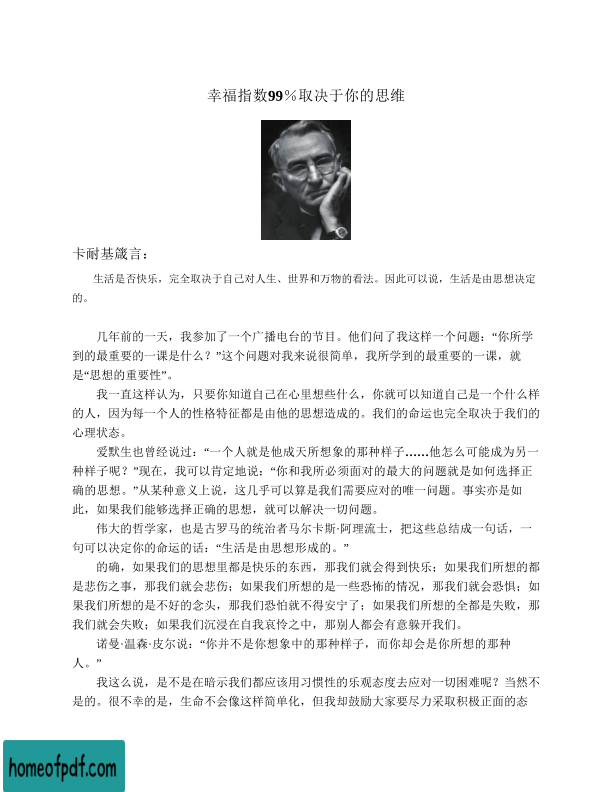 幸福指数99％取决于你的思维
卡耐基箴言：
生活是否快乐，完全取决于自己对人生、世界和万物的看法。因此可以说，生活是由思想决定
的。
几年前的一天，我参加了一个广播电台的节目。他们问了我这样一个问题：“你所学
到的最重要的一课是什么？”这个问题对我来说很简单，我所学到的最重要的一课，就
是“思想的重要性”。
我一直这样认为，只要你知道自己在心里想些什么，你就可以知道自己是一个什么样
的人，因为每一个人的性格特征都是由他的思想造成的。我们的命运也完全取决于我们的
心理状态。
爱默生也曾经说过：“一个人就是他成天所想象的那种样子……他怎么可能成为另一
种样子呢？”现在，我可以肯定地说：“你和我所必须面对的最大的问题就是如何选择正
确的思想。”从某种意义上说，这几乎可以算是我们需要应对的唯一问题。事实亦是如
此，如果我们能够选择正确的思想，就可以解决一切问题。
伟大的哲学家，也是古罗马的统治者马尔卡斯·阿理流士，把这些总结成一句话，一
句可以决定你的命运的话：“生活是由思想形成的。”
的确，如果我们的思想里都是快乐的东西，那我们就会得到快乐；如果我们所想的都
是悲伤之事，那我们就会悲伤；如果我们所想的是一些恐怖的情况，那我们就会恐惧；如
果我们所想的是不好的念头，那我们恐怕就不得安宁了；如果我们所想的全都是失败，那
我们就会失败；如果我们沉浸在自我哀怜之中，那别人都会有意躲开我们。
诺曼·温森·皮尔说：“你并不是你想象中的那种样子，而你却会是你所想的那种
人。”
我这么说，是不是在暗示我们都应该用习惯性的乐观态度去应对一切困难呢？当然不
是的。很不幸的是，生命不会像这样简单化，但我却鼓励大家要尽力采取积极正面的态
homeofpdf.com